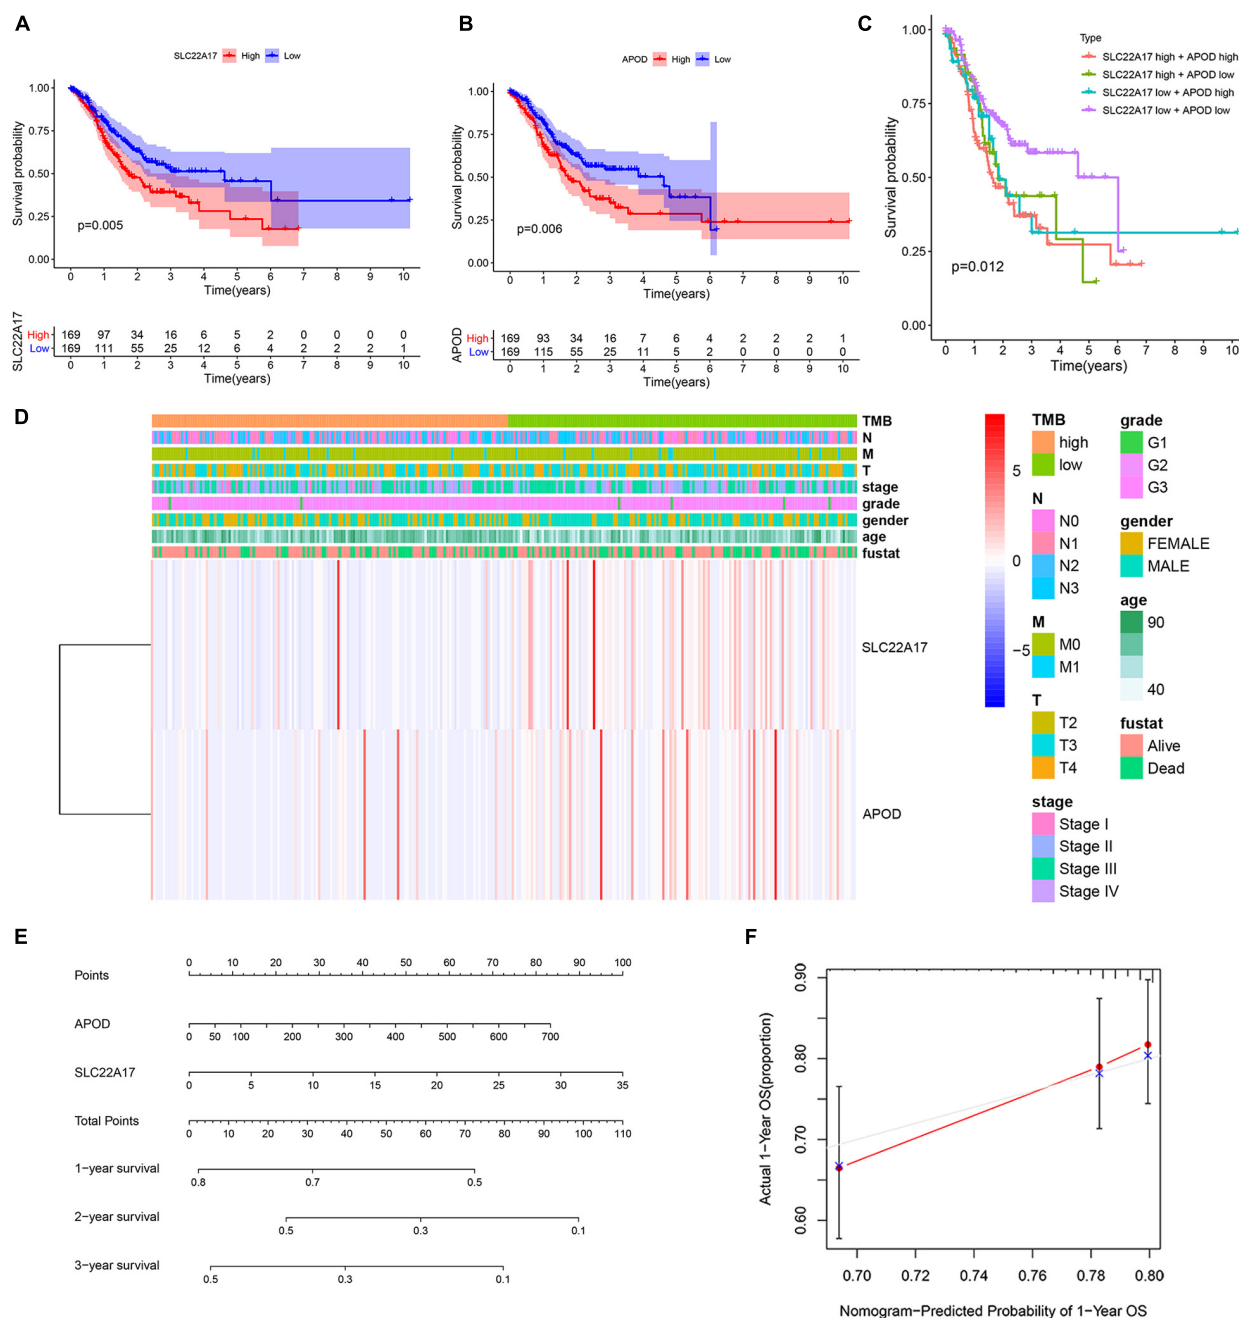 A
SLC22A17 High Low
Survival probability
1.00
0.75
0.50
0.25
0.00
p=0.005
0 1 2 3 4 5 6 7 8 9 10
Time(years)
SLC22A17
High 169 97 34 16 6 5 2 0 0 0 0
Low 169 111 55 25 12 6 4 2 2 2 1
0 1 2 3 4 5 6 7 8 9 10
Time(years)
B
APOD High Low
Survival probability
1.00
0.75
0.50
0.25
0.00
p=0.006
0 1 2 3 4 5 6 7 8 9 10
Time(years)
APOD
High 169 93 34 16 7 6 4 2 2 2 1
Low 169 115 55 25 11 5 2 0 0 0 0
0 1 2 3 4 5 6 7 8 9 10
Time(years)
C
Survival probability
1.00
0.75
0.50
0.25
0.00
Type
SLC22A17 high + APOD high
SLC22A17 high + APOD low
SLC22A17 low + APOD high
SLC22A17 low + APOD low
p=0.012
0 1 2 3 4 5 6 7 8 9 10
Time(years)
D
TMB
N
M
T
stage
grade
gender
age
fustat
SLC22A17
APOD
5
0
−5
TMB
high
low
N
N0
N1
N2
N3
M
M0
M1
T
T2
T3
T4
stage
Stage I
Stage II
Stage III
Stage IV
grade
G1
G2
G3
gender
FEMALE
MALE
age
90
40
fustat
Alive
Dead
E
Points 0 10 20 30 40 50 60 70 80 90 100
APOD 0 50 100 200 250 300 350 400 450 500 550 600 700
SLC22A17 0 5 10 15 20 25 30 35
Total Points 0 10 20 30 40 50 60 70 80 90 100 110
1−year survival 0.8 0.7 0.5
2−year survival 0.5 0.3 0.1
3−year survival 0.5 0.3 0.1
F
Actual 1−Year OS(proportion)
0.90
0.80
0.70
0.60
0.70 0.72 0.74 0.76 0.78 0.80
Nomogram−Predicted Probability of 1−Year OS